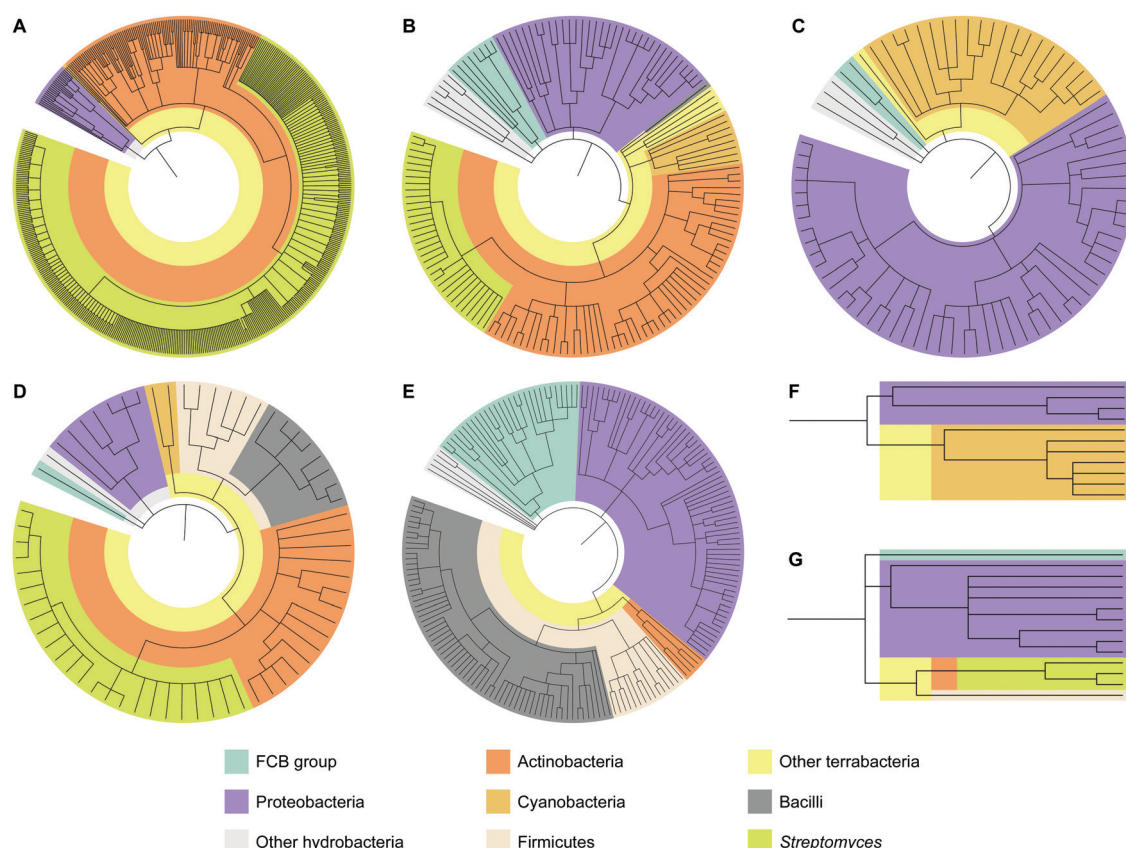 A
B
C
D
E
F
G
FCB group
Actinobacteria
Other terrabacteria
Proteobacteria
Cyanobacteria
Bacilli
Other hydrobacteria
Firmicutes
Streptomyces